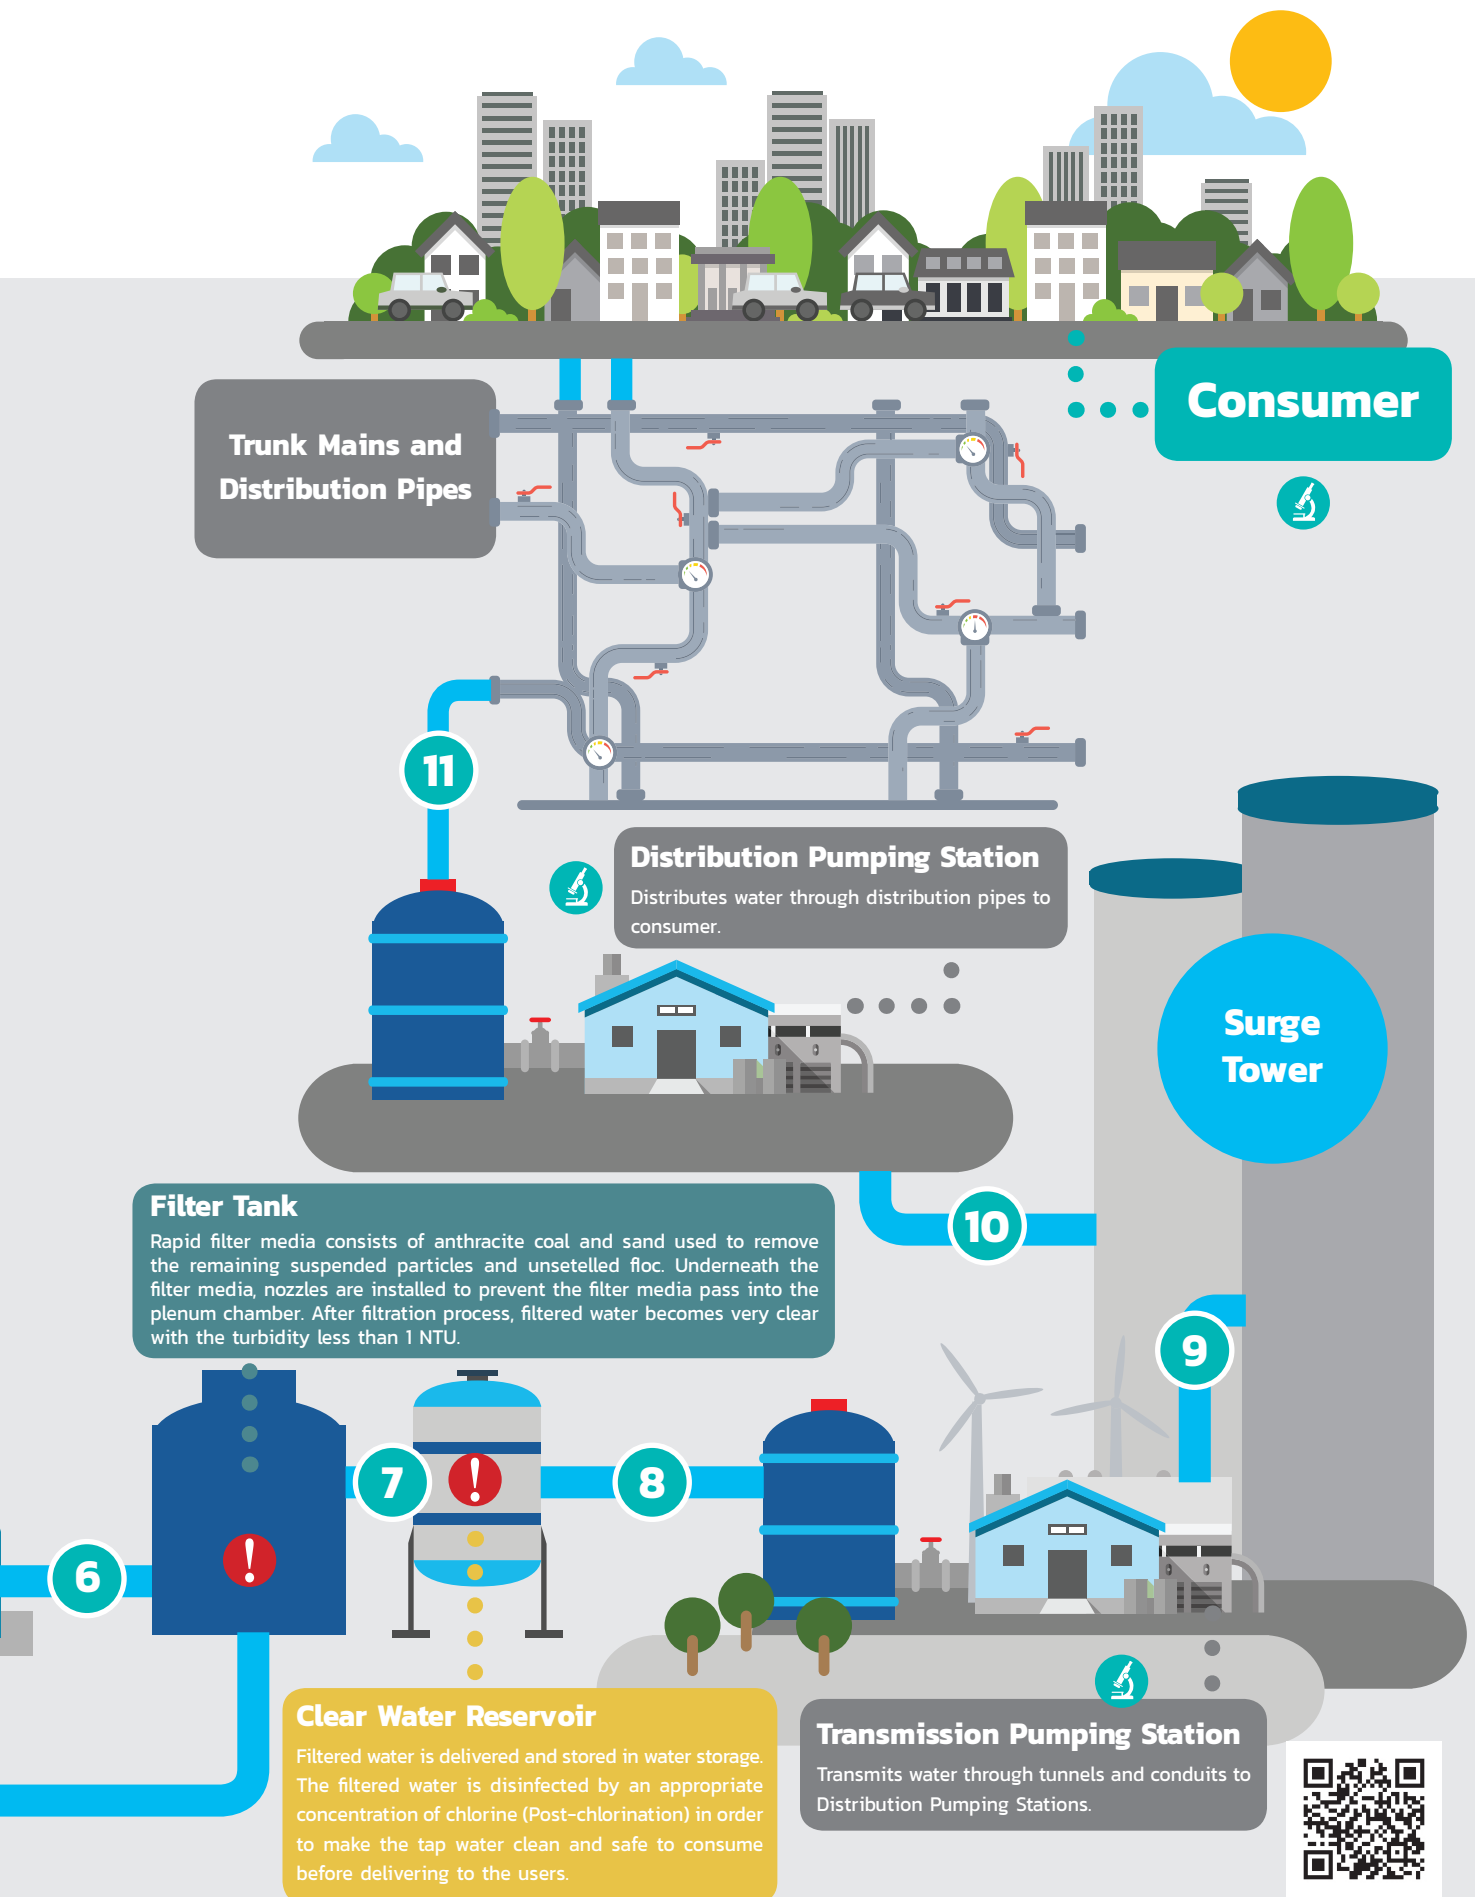 Consumer
Trunk Mains and
Distribution Pipes
11
Distribution Pumping Station
Distributes water through distribution pipes to
consumer.
Surge
Tower
Filter Tank
Rapid filter media consists of anthracite coal and sand used to remove
the remaining suspended particles and unsetelled floc. Underneath the
filter media, nozzles are installed to prevent the filter media pass into the
plenum chamber. After filtration process, filtered water becomes very clear
with the turbidity less than 1 NTU.
10
9
7
!
8
6
!
Clear Water Reservoir
Filtered water is delivered and stored in water storage.
The filtered water is disinfected by an appropriate
concentration of chlorine (Post-chlorination) in order
to make the tap water clean and safe to consume
before delivering to the users.
Transmission Pumping Station
Transmits water through tunnels and conduits to
Distribution Pumping Stations.